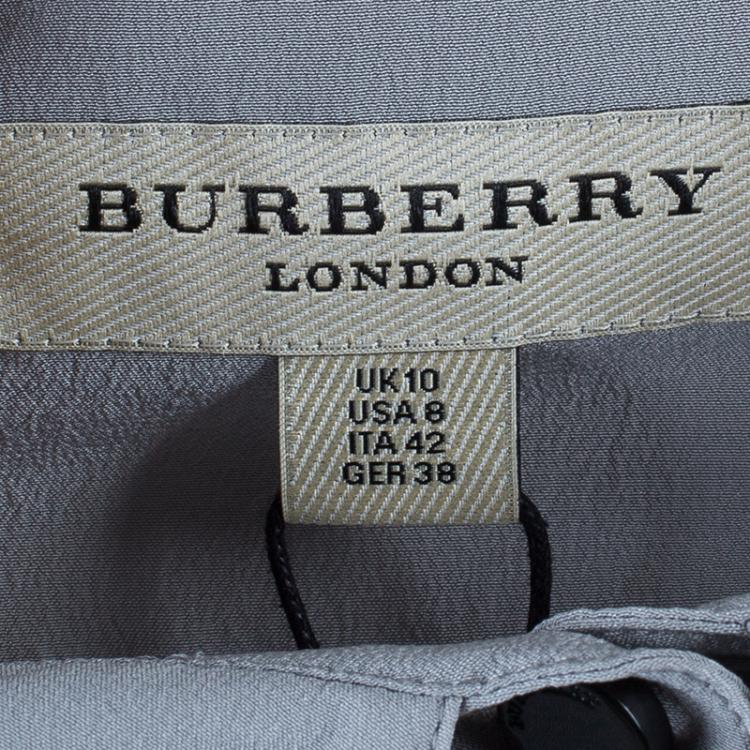 BURBERRY
LONDON
UK10
USA 8
ITA 42
GER 38